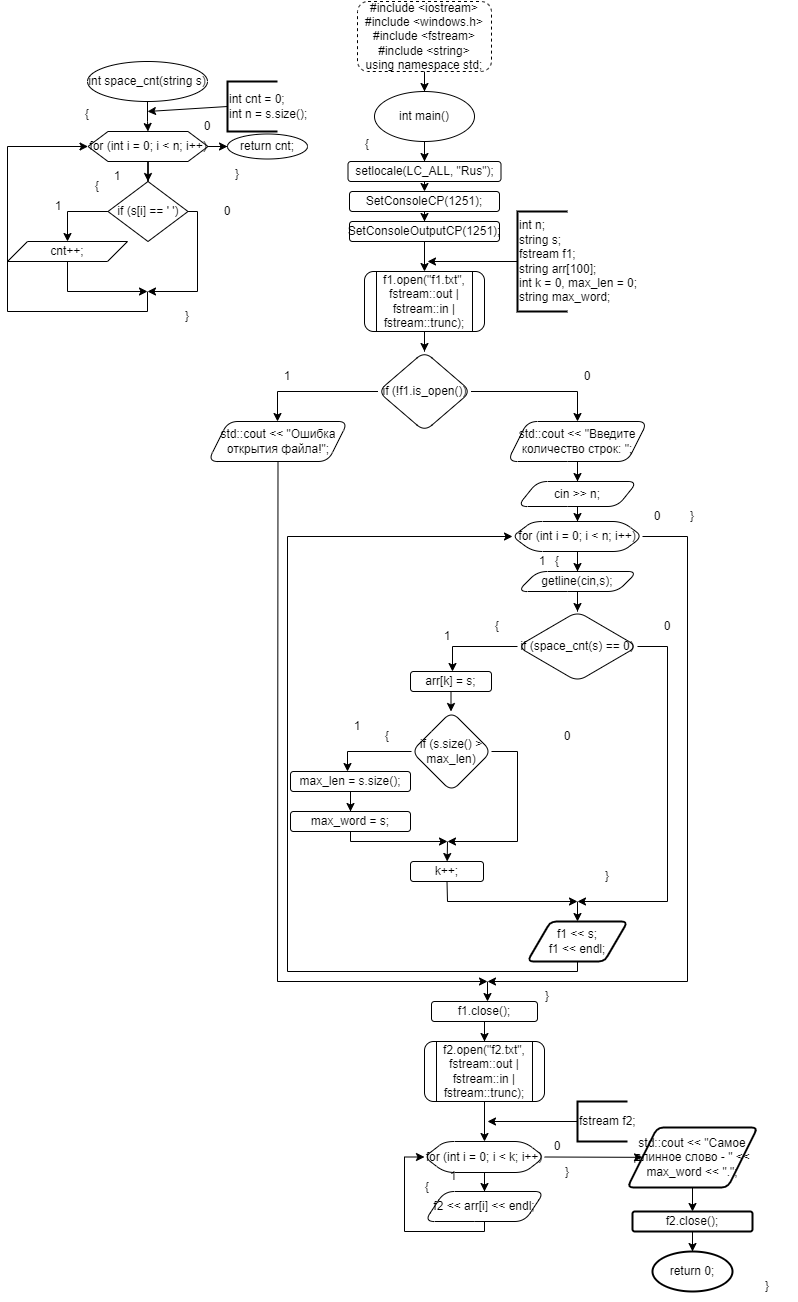 #include <iostream>
#include <windows.h>
#include <fstream>
#include <string>
using namespace std;
int space_cnt(string s)
int cnt = 0;
int n = s.size();
{
0
for (int i = 0; i < n; i++)
return cnt;
1
}
{
if (s[i] == ' ')
1
0
cnt++;
}
int main()
{
setlocale(LC_ALL, "Rus");
SetConsoleCP(1251);
SetConsoleOutputCP(1251);
int n;
string s;
fstream f1;
string arr[100];
int k = 0, max_len = 0;
string max_word;
f1.open("f1.txt",
fstream::out |
fstream::in |
fstream::trunc);
1
0
if (!f1.is_open())
std::cout << "Ошибка
открытия файла!";
std::cout << "Введите
количество строк: ";
cin >> n;
0
}
for (int i = 0; i < n; i++)
1
{
getline(cin,s);
{
0
1
if (space_cnt(s) == 0)
arr[k] = s;
1
{
0
if (s.size() >
max_len)
max_len = s.size();
max_word = s;
k++;
}
f1 << s;
f1 << endl;
}
f1.close();
f2.open("f2.txt",
fstream::out |
fstream::in |
fstream::trunc);
fstream f2;
0
for (int i = 0; i < k; i++)
}
1
{
f2 << arr[i] << endl;
std::cout << "Самое
длинное слово - " <<
max_word << ".";
f2.close();
return 0;
}